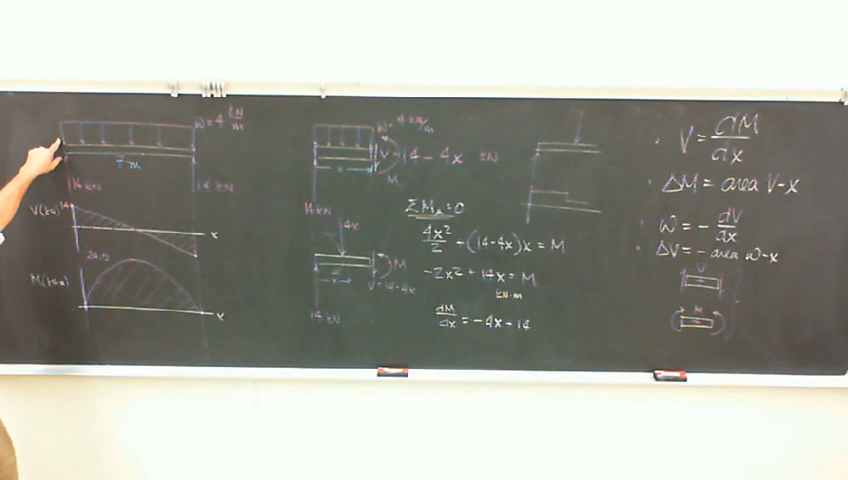 w = 4 kN/m
7 m
14 kN
14 kN
V(kN) 14
x
24.5
x
w = 4 kN/m
V = 14 - 4x kN
x
M
14 kN
4x
M
x
V = 14 - 4x
14 kN
ΣM =0
4x²/2 + (14-4x)x = M
-2x² + 14x = M
kN·m
dM/dx = -4x + 14
V = dM/dx
ΔM = area V-x
w = - dV/dx
ΔV = - area w-x
V
M